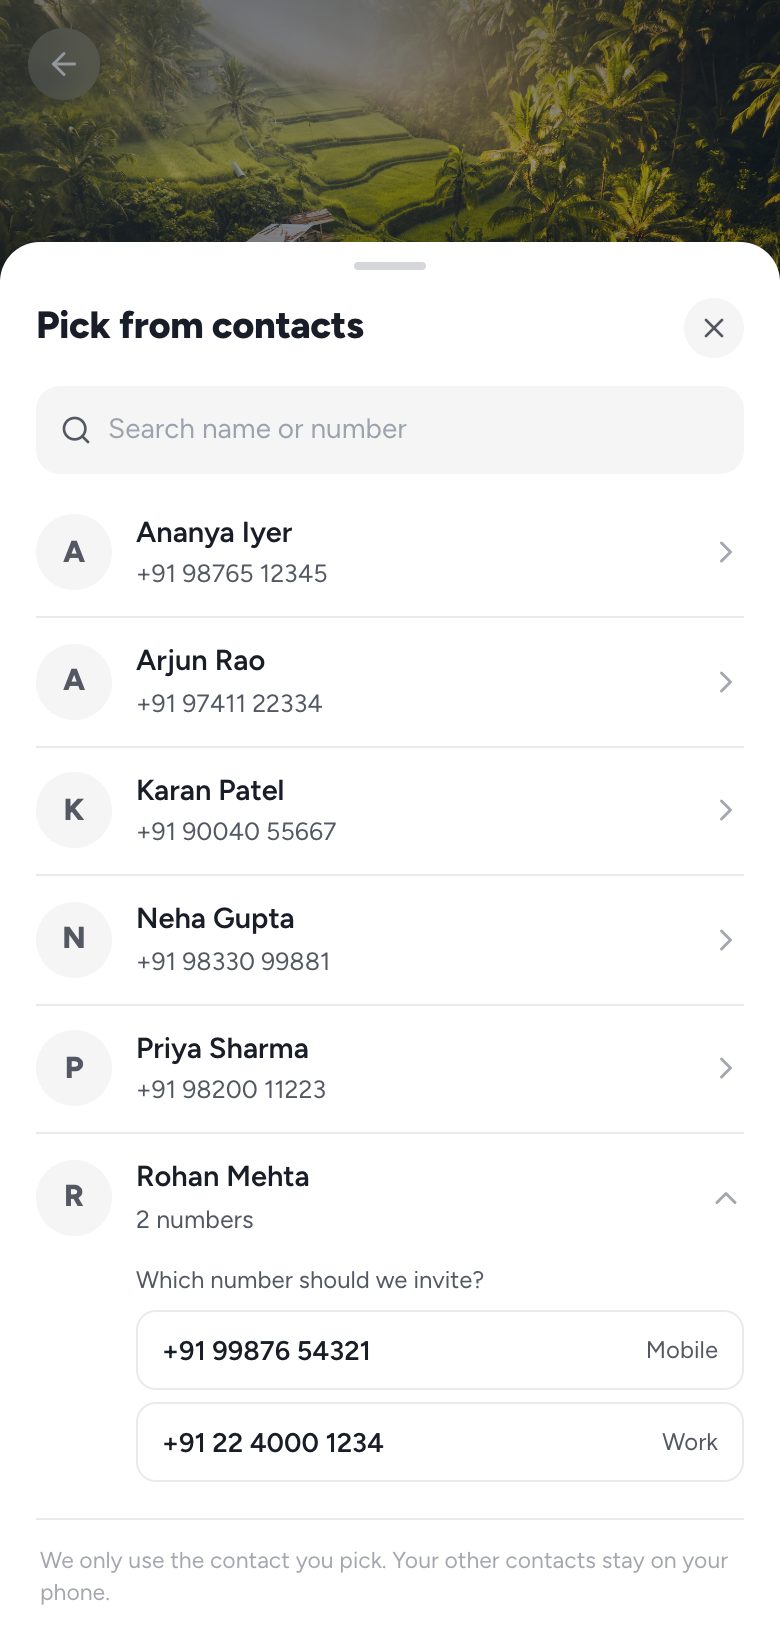 Pick from contacts
Search name or number
A
Ananya Iyer
+91 98765 12345
A
Arjun Rao
+91 97411 22334
K
Karan Patel
+91 90040 55667
N
Neha Gupta
+91 98330 99881
P
Priya Sharma
+91 98200 11223
R
Rohan Mehta
2 numbers
Which number should we invite?
+91 99876 54321 Mobile
+91 22 4000 1234 Work
We only use the contact you pick. Your other contacts stay on your
phone.